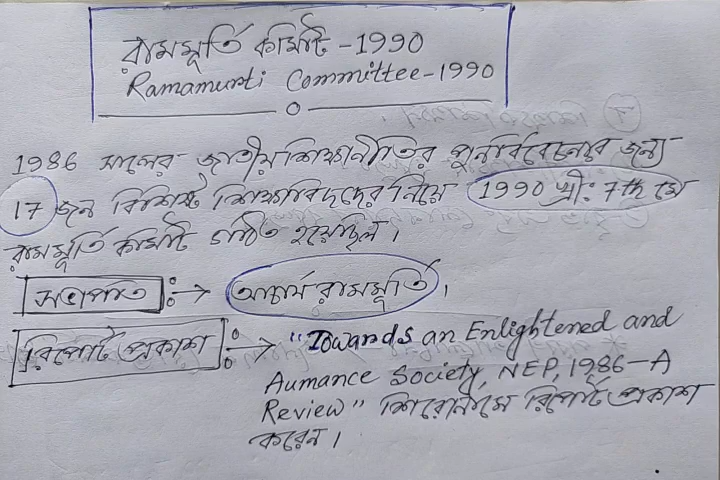 রামমূর্তি কমিটি -1990
Ramamurti Committee-1990
1986 সালের জাতীয় শিক্ষানীতির পুনর্বিবেচনার জন্য
17 জন বিশিষ্ট শিক্ষাবিদদের নিয়ে 1990 খ্রী: 7th মে
রামমূর্তি কমিটি গঠিত হয়েছিল।
সভাপতি :→ আচার্য রামমূর্তি।
রিপোর্ট প্রকাশ :→ "Towards an Enlightened and
Aumance Society, NEP, 1986-A
Review" শিরোনামে রিপোর্ট প্রকাশ
করেন।